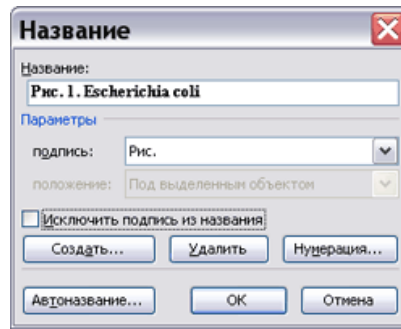 Название
Название:
Рис. 1. Escherichia coli
Параметры
подпись:
Рис.
положение:
Под выделенным объектом
Исключить подпись из названия
Создать...
Удалить
Нумерация...
Автоназвание...
ОК
Отмена